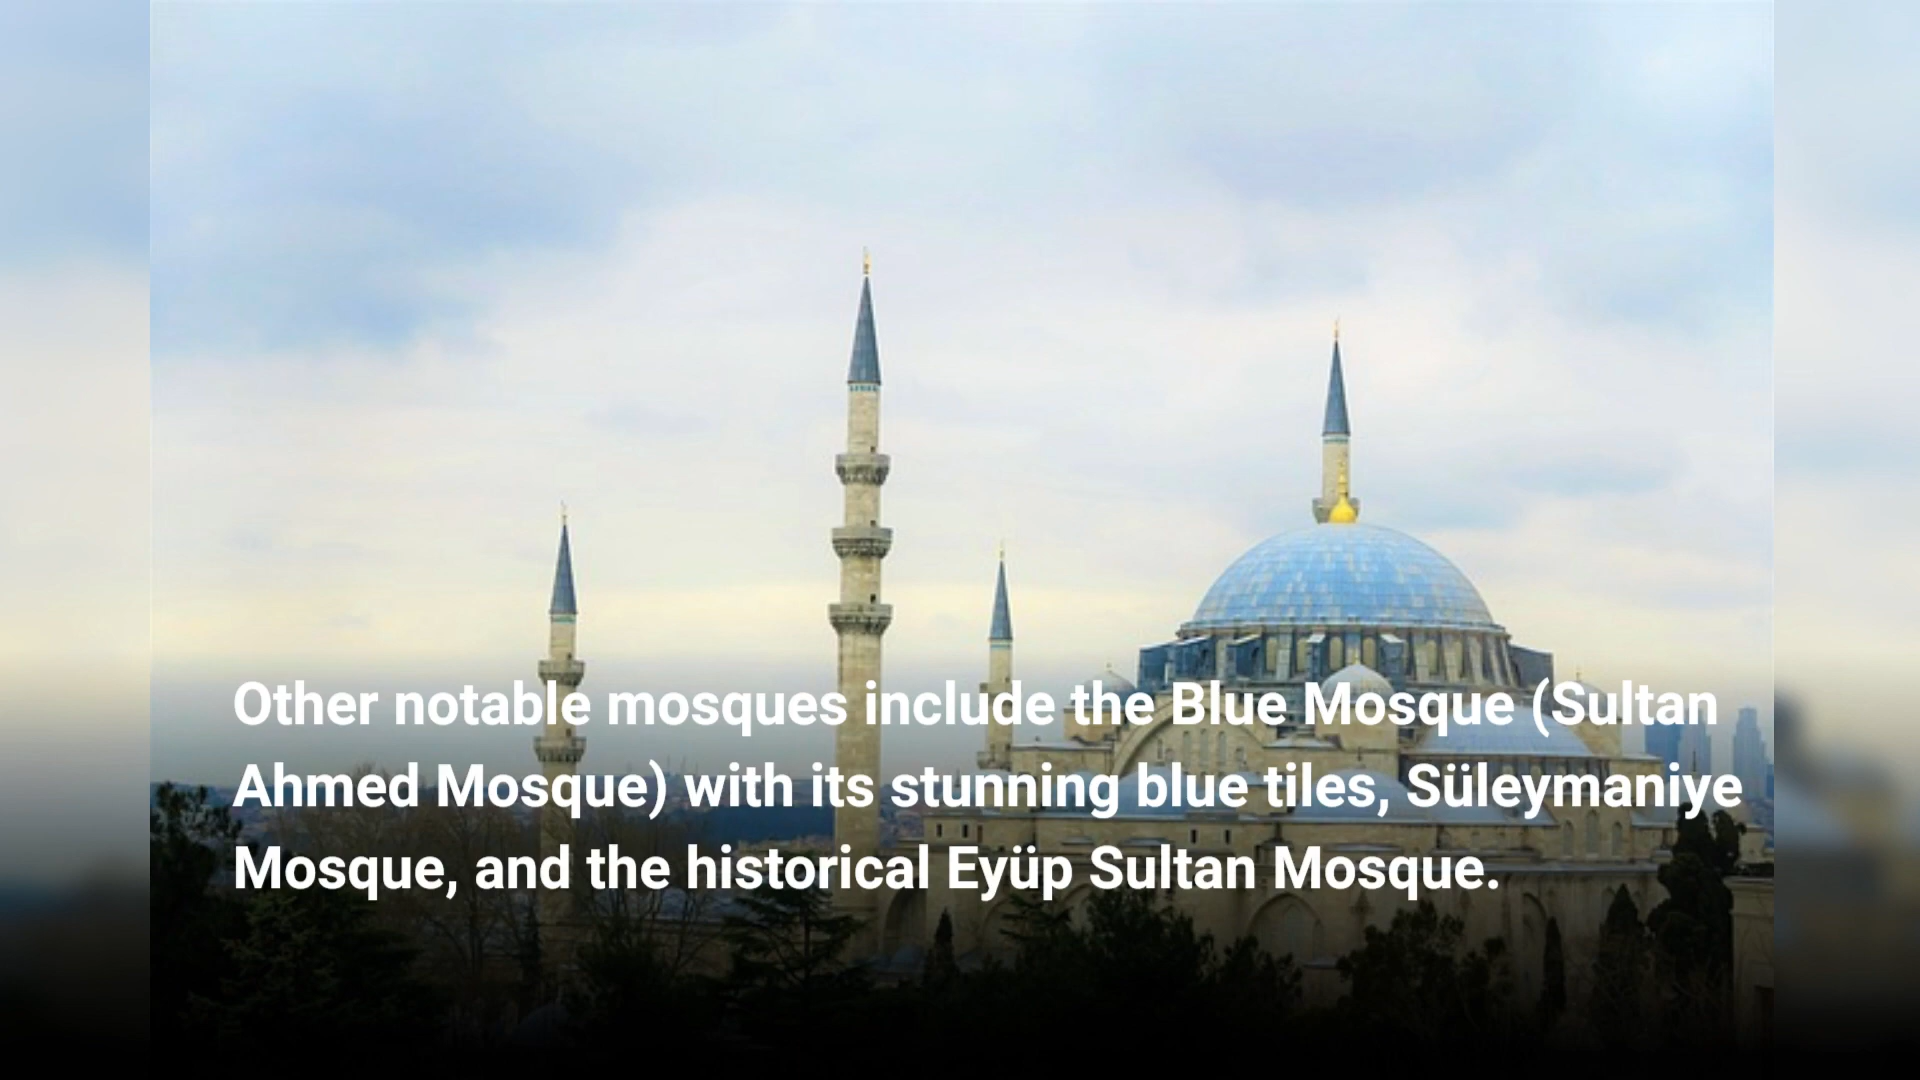 Other notable mosques include the Blue Mosque (Sultan
Ahmed Mosque) with its stunning blue tiles, Süleymaniye
Mosque, and the historical Eyüp Sultan Mosque.